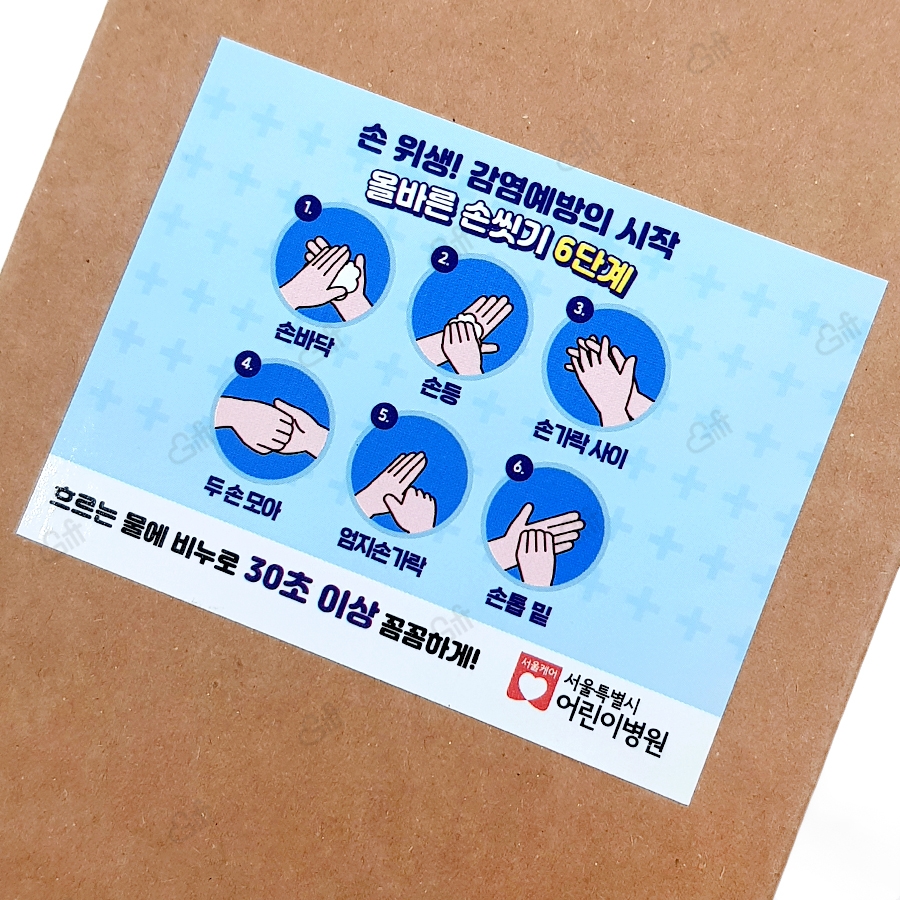 손 위생! 감염예방의 시작
올바른 손씻기 6단계
1.
손바닥
2.
손등
3.
손가락 사이
4.
두 손 모아
5.
엄지손가락
6.
손톱 밑
흐르는 물에 비누로 30초 이상 꼼꼼하게!
서울케어
서울특별시
어린이병원
Gift